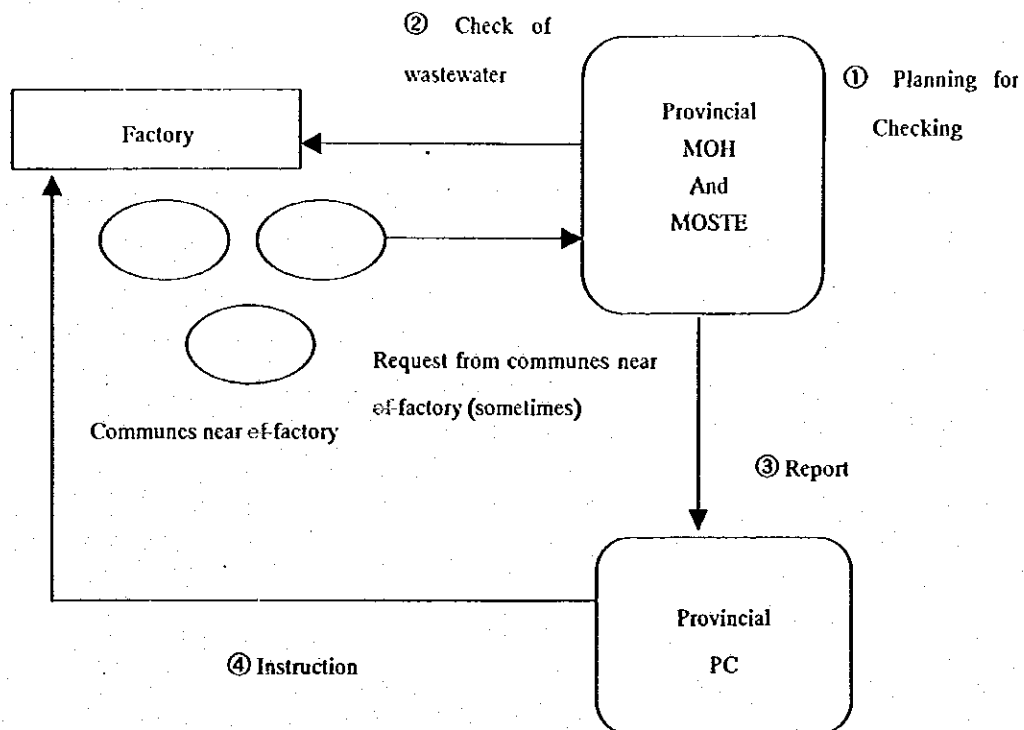 ② Check of
wastewater
① Planning for
Checking
Factory
Provincial
MOH
And
MOSTE
Request from communes near
of factory (sometimes)
Communes near of factory
③ Report
Provincial
PC
④ Instruction